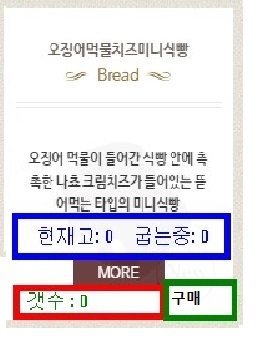 오징어먹물치즈미니식빵
Bread
오징어 먹물이 들어간 식빵 안에 촉
촉한 나쵸 크림치즈가 들어있는 뜯
어먹는 타입의 미니식빵
현재고: 0 굽는중: 0
MORE
갯수 : 0 구매